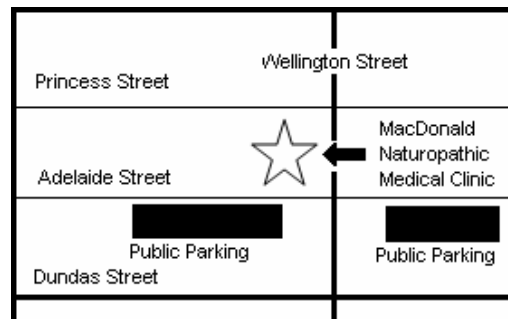 Wellington Street
Princess Street
MacDonald
Naturopathic
Medical Clinic
Adelaide Street
Public Parking
Public Parking
Dundas Street